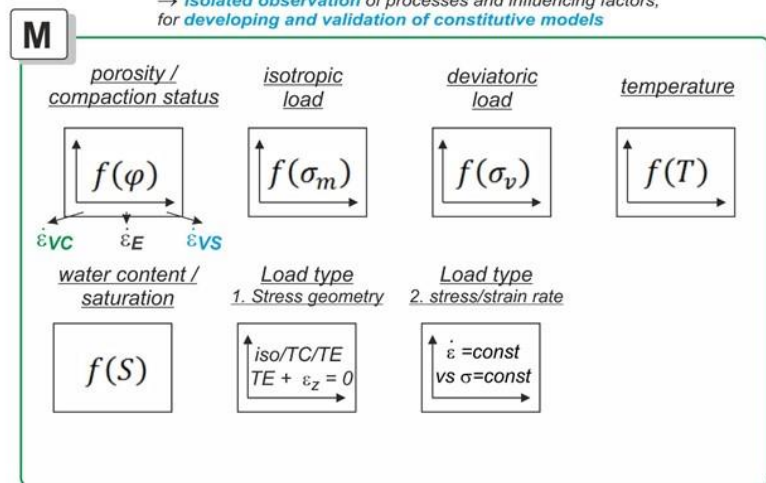 → isolated observation of processes and influencing factors,
for developing and validation of constitutive models
M
porosity / compaction status
isotropic load
deviatoric load
temperature
f(φ)
f(σₘ)
f(σᵥ)
f(T)
ε̇VC
ε̇E
ε̇VS
water content / saturation
Load type
1. Stress geometry
Load type
2. stress/strain rate
f(S)
iso/TC/TE
TE + εz = 0
ε̇ =const
vs σ=const